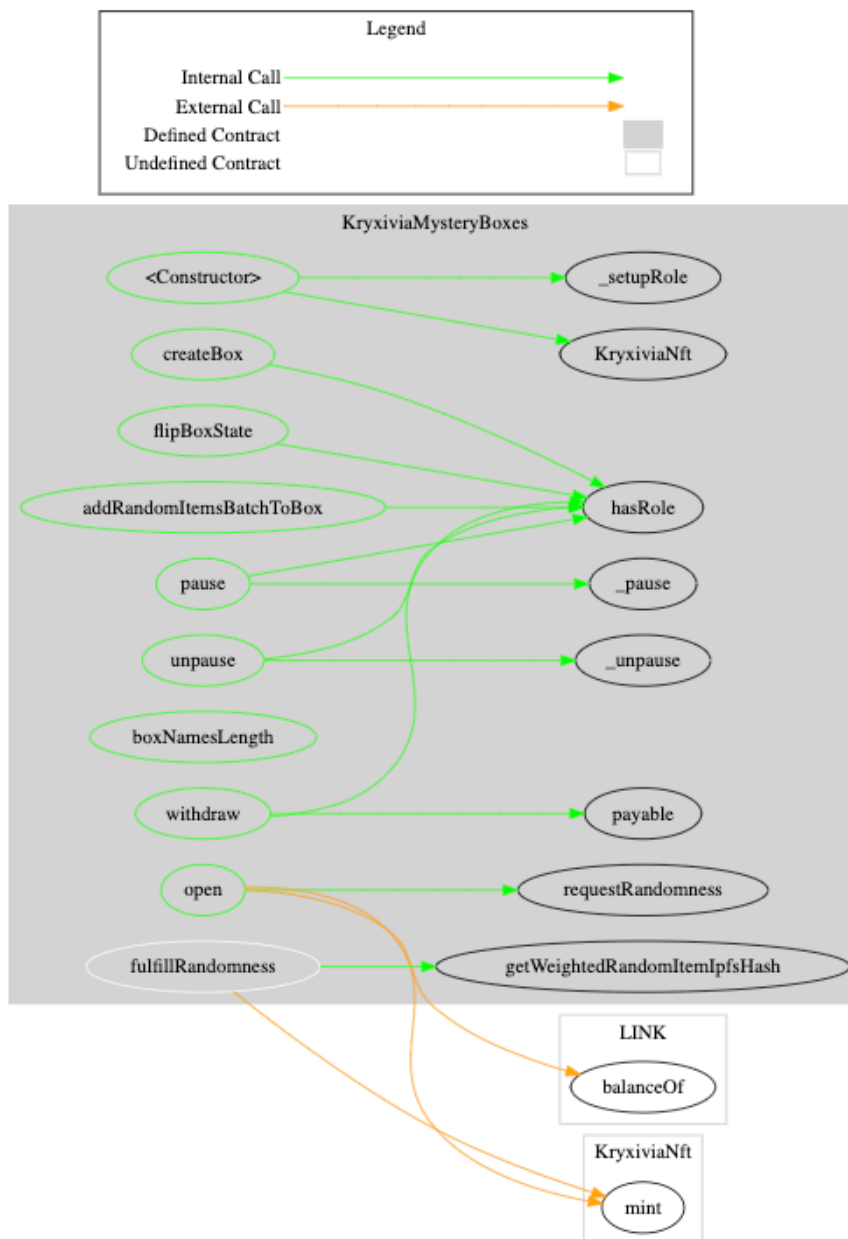 Legend
Internal Call
External Call
Defined Contract
Undefined Contract
KryxiviaMysteryBoxes
<Constructor>
_setupRole
createBox
KryxiviaNft
flipBoxState
addRandomItemsBatchToBox
hasRole
pause
_pause
unpause
_unpause
boxNamesLength
withdraw
payable
open
requestRandomness
fulfillRandomness
getWeightedRandomItemIpfsHash
LINK
balanceOf
KryxiviaNft
mint